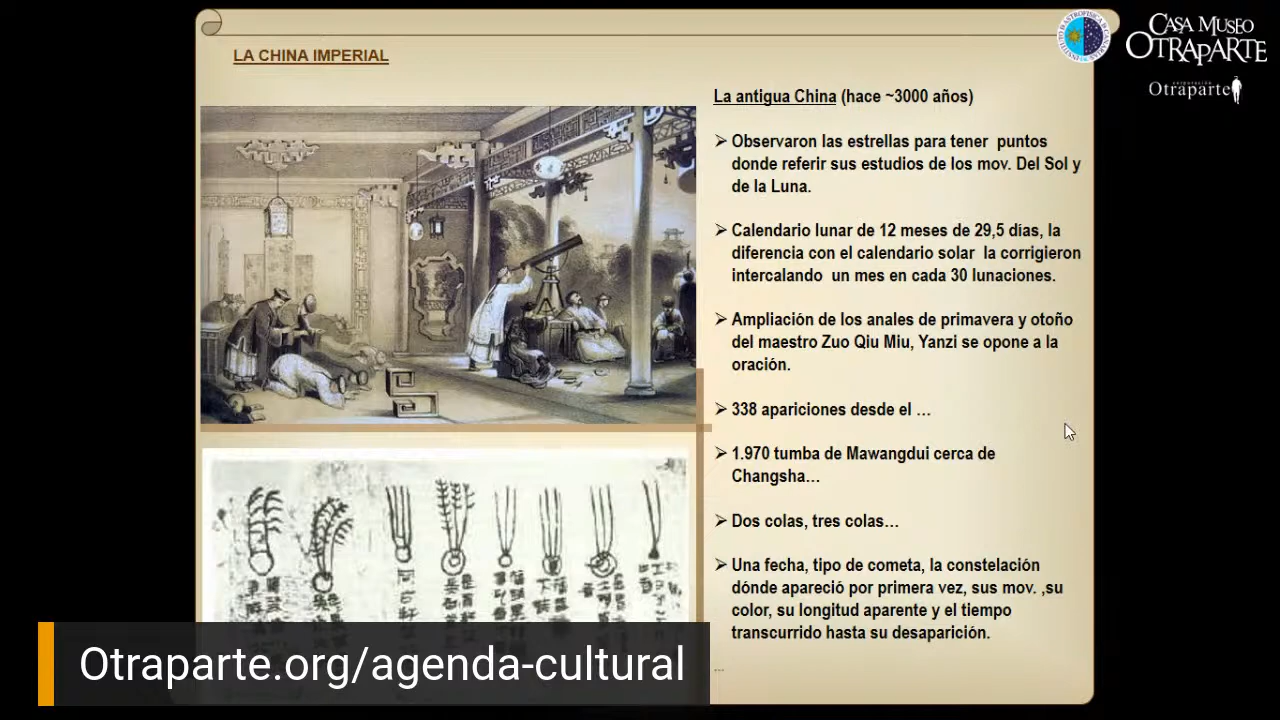 LA CHINA IMPERIAL
CASA MUSEO
OTRAPARTE
corporación
Otraparte
La antigua China (hace ~3000 años)
➢ Observaron las estrellas para tener puntos
donde referir sus estudios de los mov. Del Sol y
de la Luna.
➢ Calendario lunar de 12 meses de 29,5 días, la
diferencia con el calendario solar la corrigieron
intercalando un mes en cada 30 lunaciones.
➢ Ampliación de los anales de primavera y otoño
del maestro Zuo Qiu Miu, Yanzi se opone a la
oración.
➢ 338 apariciones desde el …
➢ 1.970 tumba de Mawangdui cerca de
Changsha…
➢ Dos colas, tres colas…
➢ Una fecha, tipo de cometa, la constelación
dónde apareció por primera vez, sus mov. ,su
color, su longitud aparente y el tiempo
transcurrido hasta su desaparición.
...
Otraparte.org/agenda-cultural